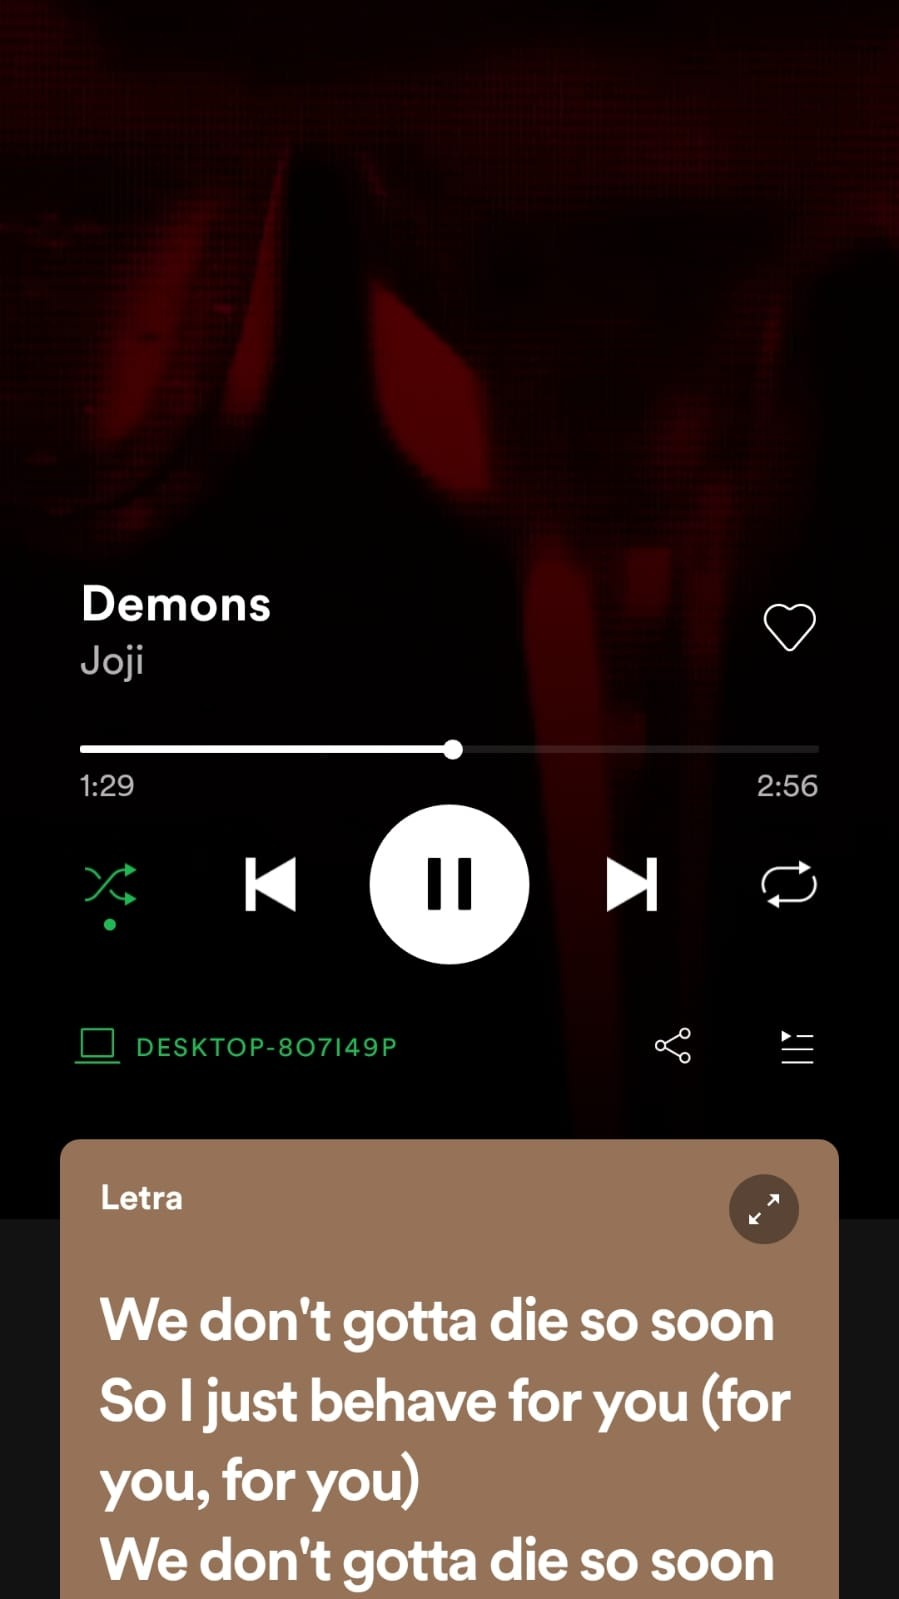 Demons
Joji
1:29
2:56
DESKTOP-8O7I49P
Letra
We don't gotta die so soon
So I just behave for you (for
you, for you)
We don't gotta die so soon